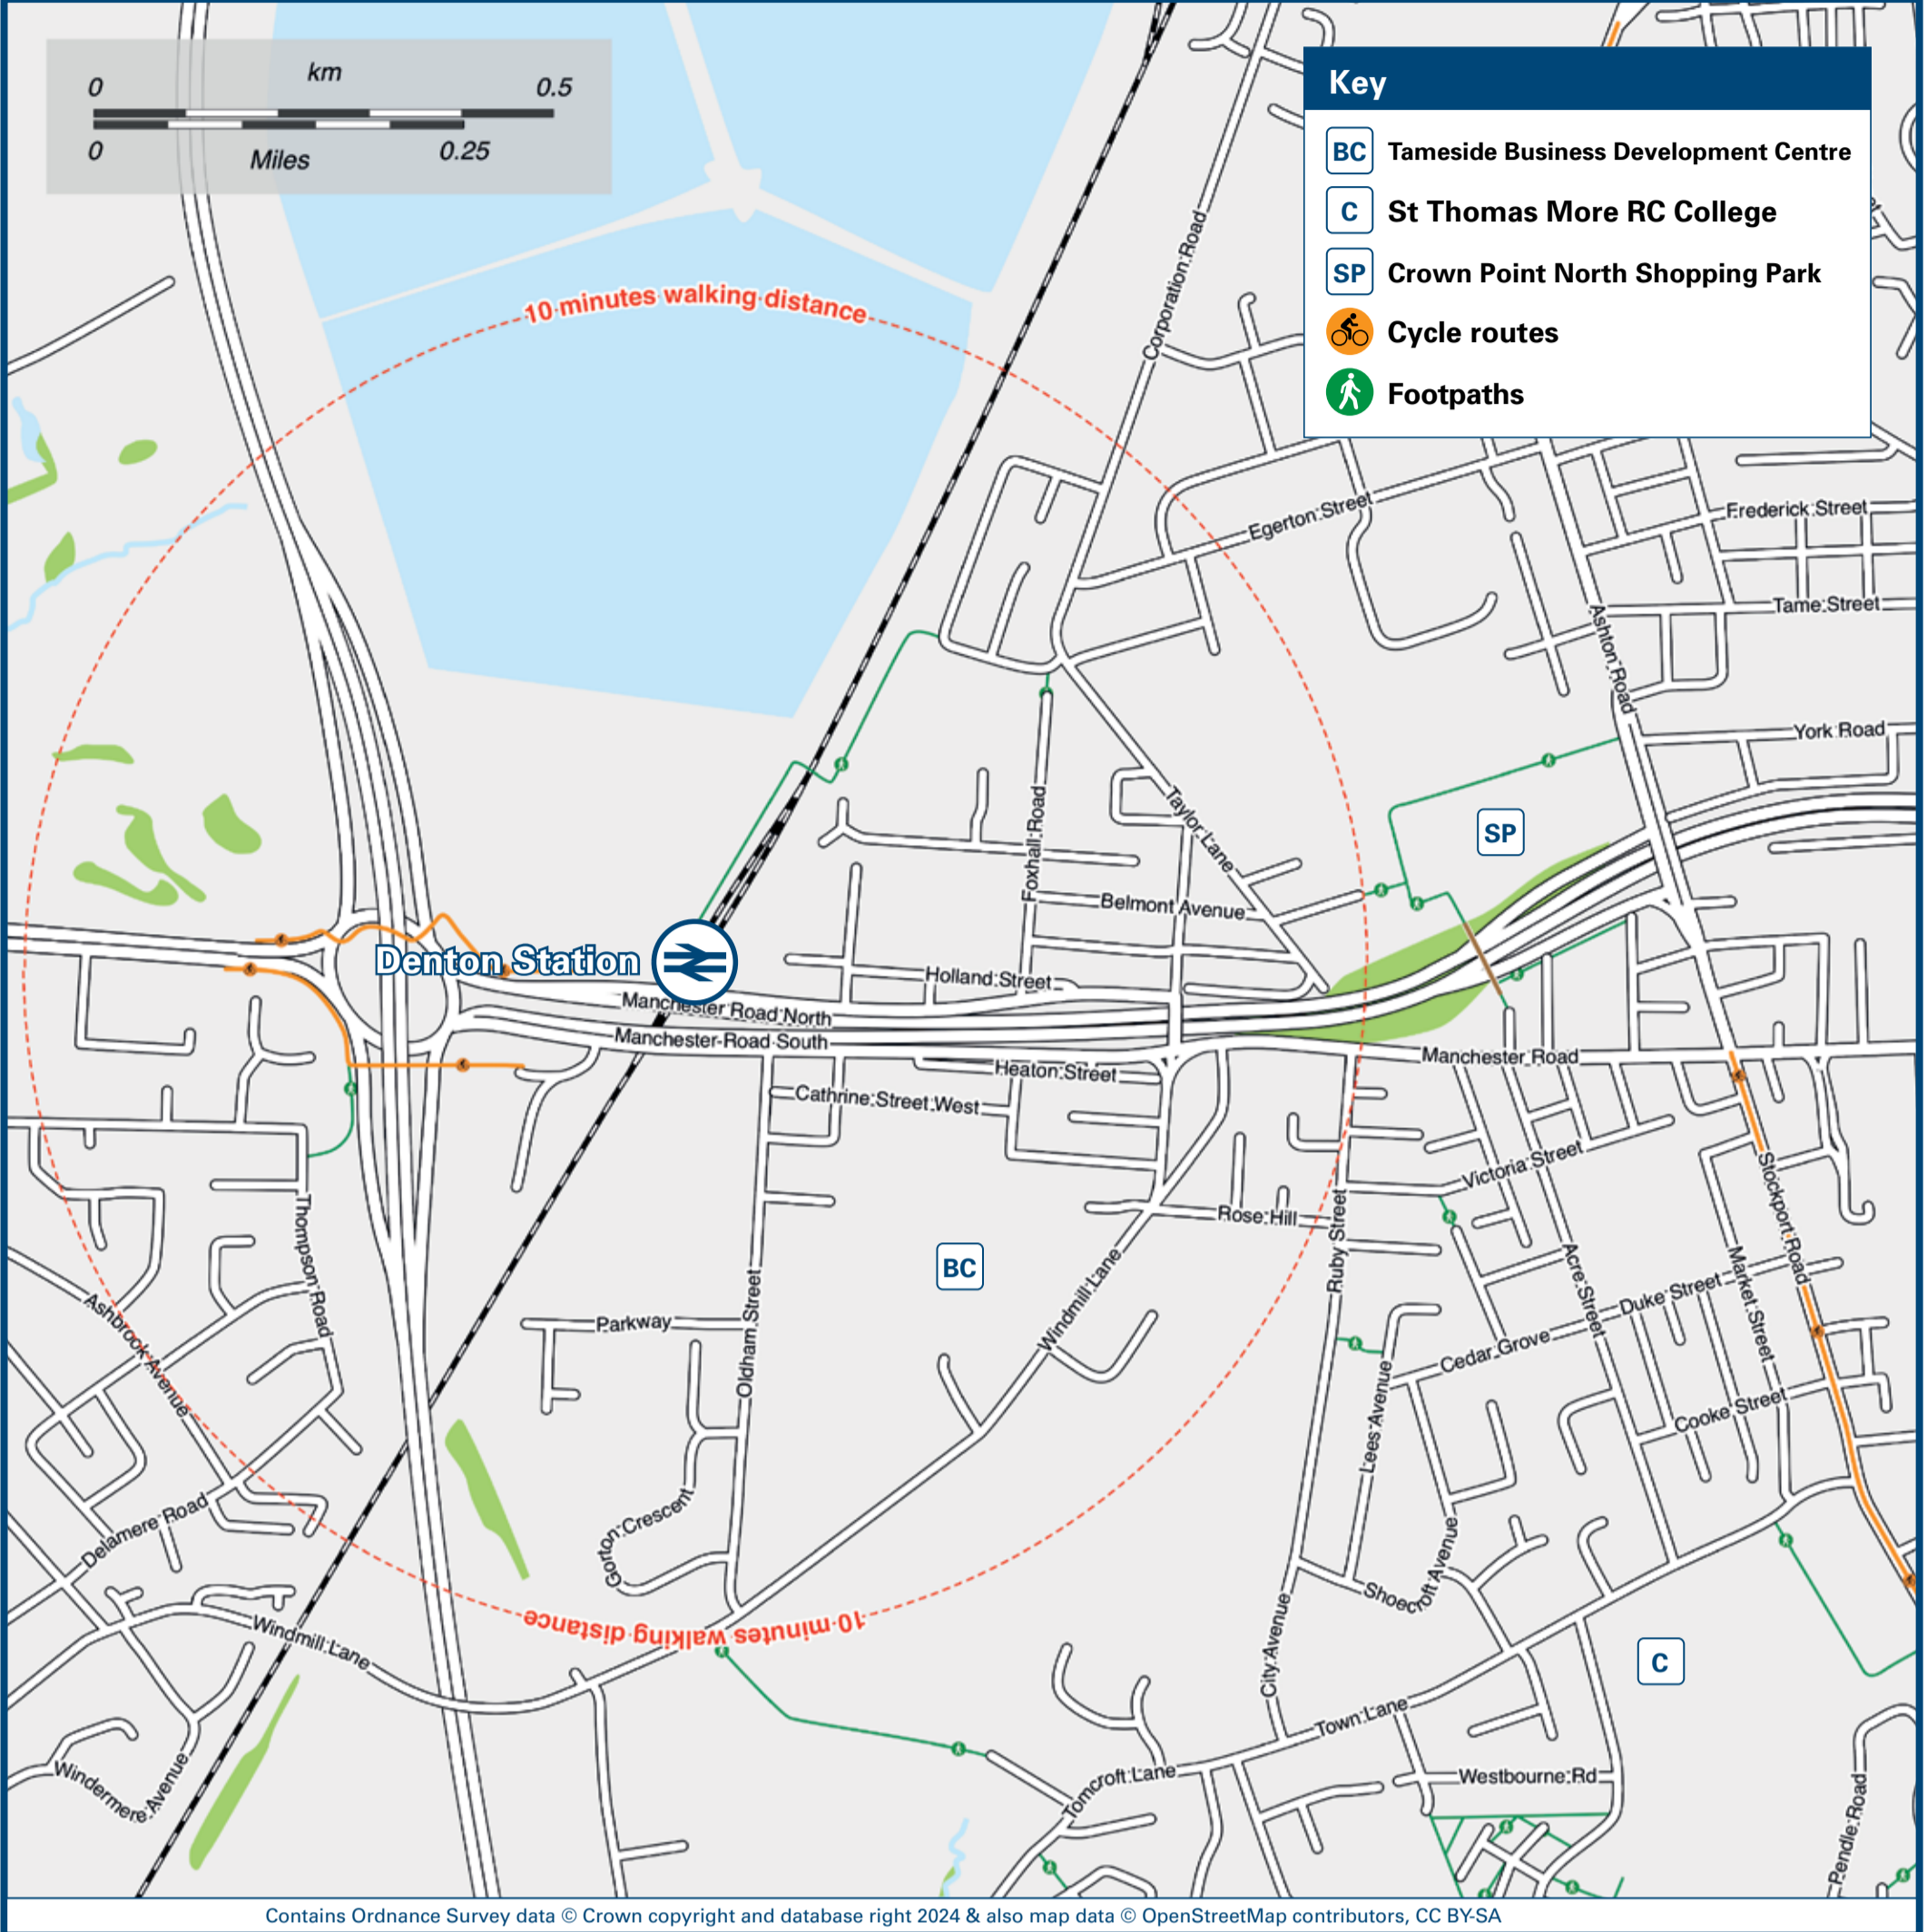 km
0 0.5
0 Miles 0.25
Key
BC Tameside Business Development Centre
C St Thomas More RC College
SP Crown Point North Shopping Park
Cycle routes
Footpaths
10 minutes walking distance
Corporation Road
Egerton Street
Frederick Street
Tame Street
Ashton Road
York Road
Taylor Lane
Foxhall Road
SP
Belmont Avenue
Denton Station
Holland Street
Manchester Road North
Manchester Road South
Manchester Road
Heaton Street
Cathrine Street West
Victoria Street
Stockport Road
Thompson Road
Rose Hill
Ruby Street
BC
Acre Street
Market Street
Duke Street
Windmill Lane
Ashbrook Avenue
Parkway
Oldham Street
Cedar Grove
Lees Avenue
Cooke Street
Gorton Crescent
Delamere Road
Shoecroft Avenue
10 minutes walking distance
Windmill Lane
City Avenue
C
Town Lane
Windermere Avenue
Tomcroft Lane
Westbourne Rd
Pendle Road
Contains Ordnance Survey data © Crown copyright and database right 2024 & also map data © OpenStreetMap contributors, CC BY-SA